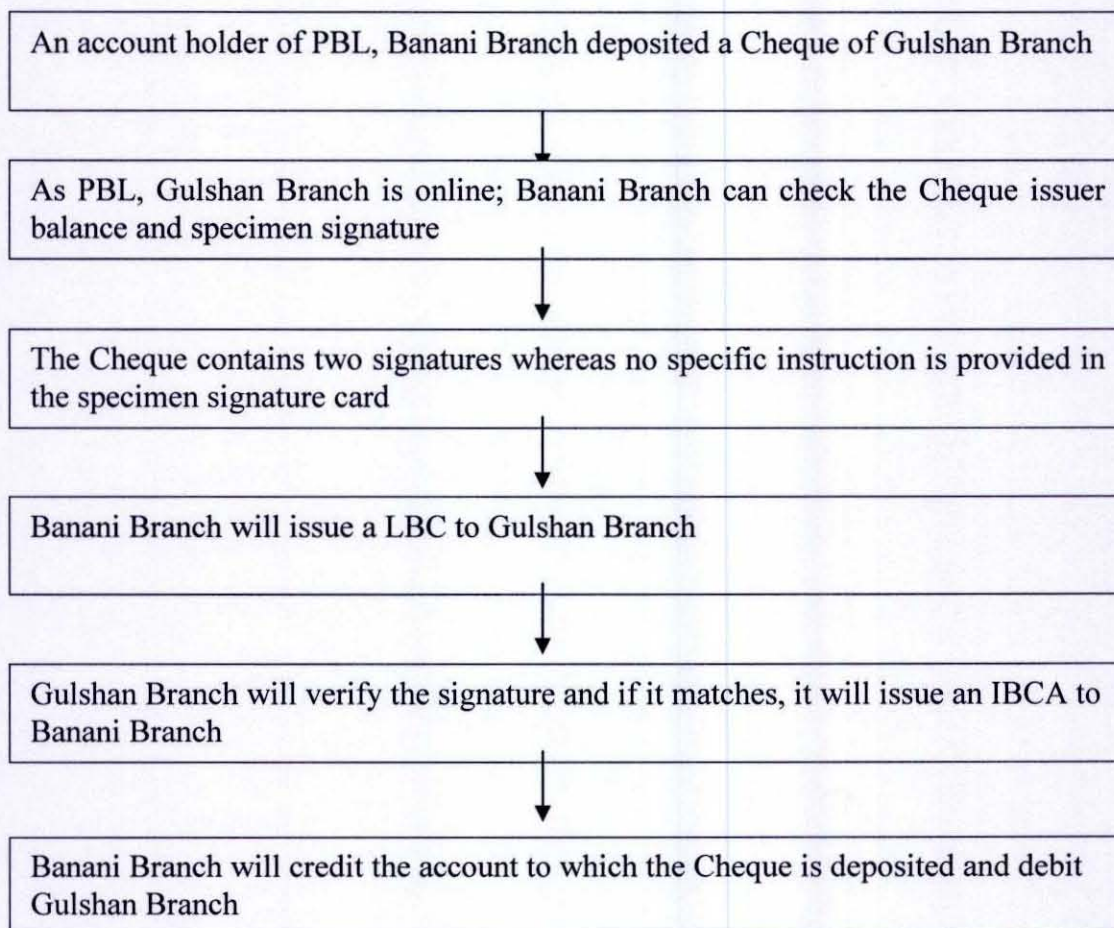 An account holder of PBL, Banani Branch deposited a Cheque of Gulshan Branch
As PBL, Gulshan Branch is online; Banani Branch can check the Cheque issuer
balance and specimen signature
The Cheque contains two signatures whereas no specific instruction is provided in
the specimen signature card
Banani Branch will issue a LBC to Gulshan Branch
Gulshan Branch will verify the signature and if it matches, it will issue an IBCA to
Banani Branch
Banani Branch will credit the account to which the Cheque is deposited and debit
Gulshan Branch